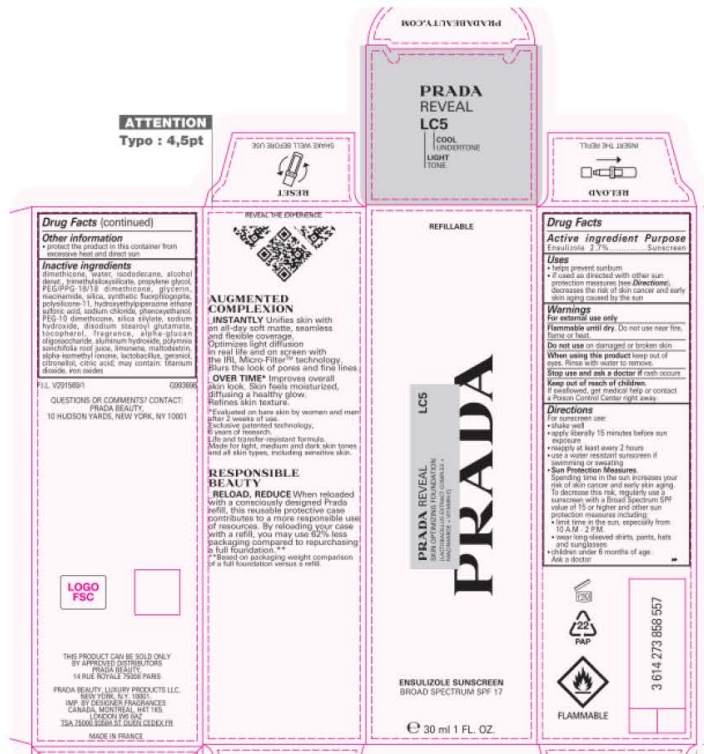 PRADABEAUTY.COM
PRADA
REVEAL
LC5
COOL
UNDERTONE
LIGHT
TONE
ATTENTION
Typo : 4,5pt
SHAKE WELL BEFORE USE
RESET
INSERT THE REFILL
RELOAD
Drug Facts (continued)
Other information
• protect the product in this container from
excessive heat and direct sun
Inactive ingredients
dimethicone, water, isododecane, alcohol
denat., trimethylsiloxysilicate, propylene glycol,
PEG/PPG-18/18 dimethicone, glycerin,
niacinamide, silica, synthetic fluorphlogopite,
polysilicone-11, hydroxyethylpiperazine ethane
sulfonic acid, sodium chloride, phenoxyethanol,
PEG-10 dimethicone, silica silylate, sodium
hydroxide, disodium stearoyl glutamate,
tocopherol, fragrance, alpha-glucan
oligosaccharide, aluminum hydroxide, polymnia
sonchifolia root juice, limonene, maltodextrin,
alpha-isomethyl ionone, lactobacillus, geraniol,
citronellol, citric acid; may contain: titanium
dioxide, iron oxides
F.I.L. V291569/1 G093696
QUESTIONS OR COMMENTS? CONTACT:
PRADA BEAUTY,
10 HUDSON YARDS, NEW YORK, NY 10001
LOGO
FSC
THIS PRODUCT CAN BE SOLD ONLY
BY APPROVED DISTRIBUTORS
PRADA BEAUTY,
14 RUE ROYALE 75008 PARIS
PRADA BEAUTY, LUXURY PRODUCTS LLC.
NEW YORK, N.Y. 10001.
IMP. BY DESIGNER FRAGRANCES
CANADA, MONTREAL, H4T 1K5.
LONDON W6 0AZ
TSA 75000 93584 ST OUEN CEDEX FR
MADE IN FRANCE
REVEAL THE EXPERIENCE
AUGMENTED
COMPLEXION
_INSTANTLY Unifies skin with
an all-day soft matte, seamless
and flexible coverage.
Optimizes light diffusion
in real life and on screen with
the IRL Micro-Filter™ technology.
Blurs the look of pores and fine lines.
_OVER TIME* Improves overall
skin look. Skin feels moisturized,
diffusing a healthy glow.
Refines skin texture.
*Evaluated on bare skin by women and men
after 2 weeks of use.
Exclusive patented technology,
6 years of research.
Life and transfer-resistant formula.
Made for light, medium and dark skin tones
and all skin types, including sensitive skin.
RESPONSIBLE
BEAUTY
_RELOAD, REDUCE When reloaded
with a consciously designed Prada
refill, this reusable protective case
contributes to a more responsible use
of resources. By reloading your case
with a refill, you may use 62% less
packaging compared to repurchasing
a full foundation.**
**Based on packaging weight comparison
of a full foundation versus a refill.
REFILLABLE
LC5
PRADA REVEAL
SKIN OPTIMIZING FOUNDATION
[LACTOBACILLUS EXTRACT COMPLEX +
NIACINAMIDE + VITAMIN E]
PRADA
ENSULIZOLE SUNSCREEN
BROAD SPECTRUM SPF 17
℮ 30 ml 1 FL. OZ.
Drug Facts
Active ingredient Purpose
Ensulizole 2.7%..............Sunscreen
Uses
• helps prevent sunburn
• if used as directed with other sun
protection measures (see Directions),
decreases the risk of skin cancer and early
skin aging caused by the sun
Warnings
For external use only
Flammable until dry. Do not use near fire,
flame or heat.
Do not use on damaged or broken skin
When using this product keep out of
eyes. Rinse with water to remove.
Stop use and ask a doctor if rash occurs
Keep out of reach of children.
If swallowed, get medical help or contact
a Poison Control Center right away.
Directions
For sunscreen use:
• shake well
• apply liberally 15 minutes before sun
exposure
• reapply at least every 2 hours
• use a water resistant sunscreen if
swimming or sweating
• Sun Protection Measures.
Spending time in the sun increases your
risk of skin cancer and early skin aging.
To decrease this risk, regularly use a
sunscreen with a Broad Spectrum SPF
value of 15 or higher and other sun
protection measures including:
• limit time in the sun, especially from
10 A.M - 2 P.M.
• wear long-sleeved shirts, pants, hats
and sunglasses
• children under 6 months of age:
Ask a doctor
12M
22
PAP
FLAMMABLE
3 614 273 858 557